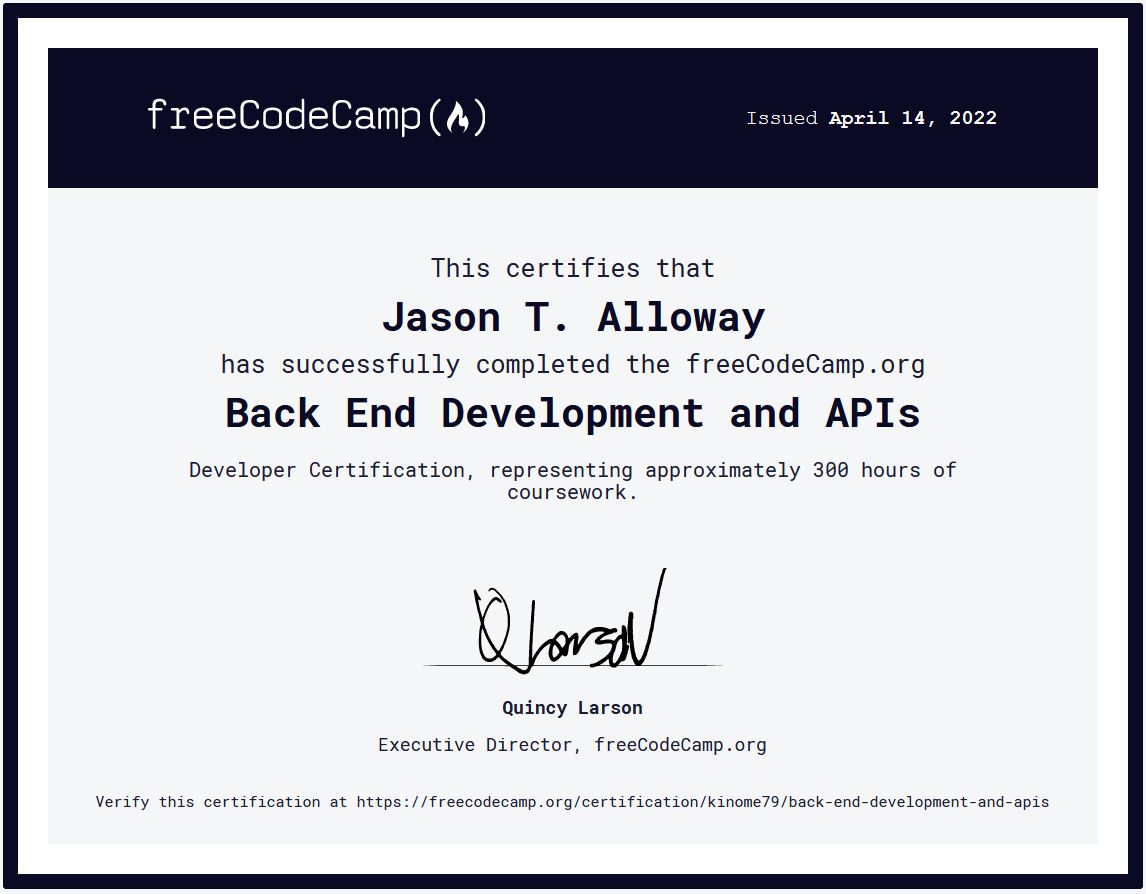 freeCodeCamp(🔥)
Issued April 14, 2022
This certifies that
Jason T. Alloway
has successfully completed the freeCodeCamp.org
Back End Development and APIs
Developer Certification, representing approximately 300 hours of
coursework.
Q Larson
Quincy Larson
Executive Director, freeCodeCamp.org
Verify this certification at https://freecodecamp.org/certification/kinome79/back-end-development-and-apis